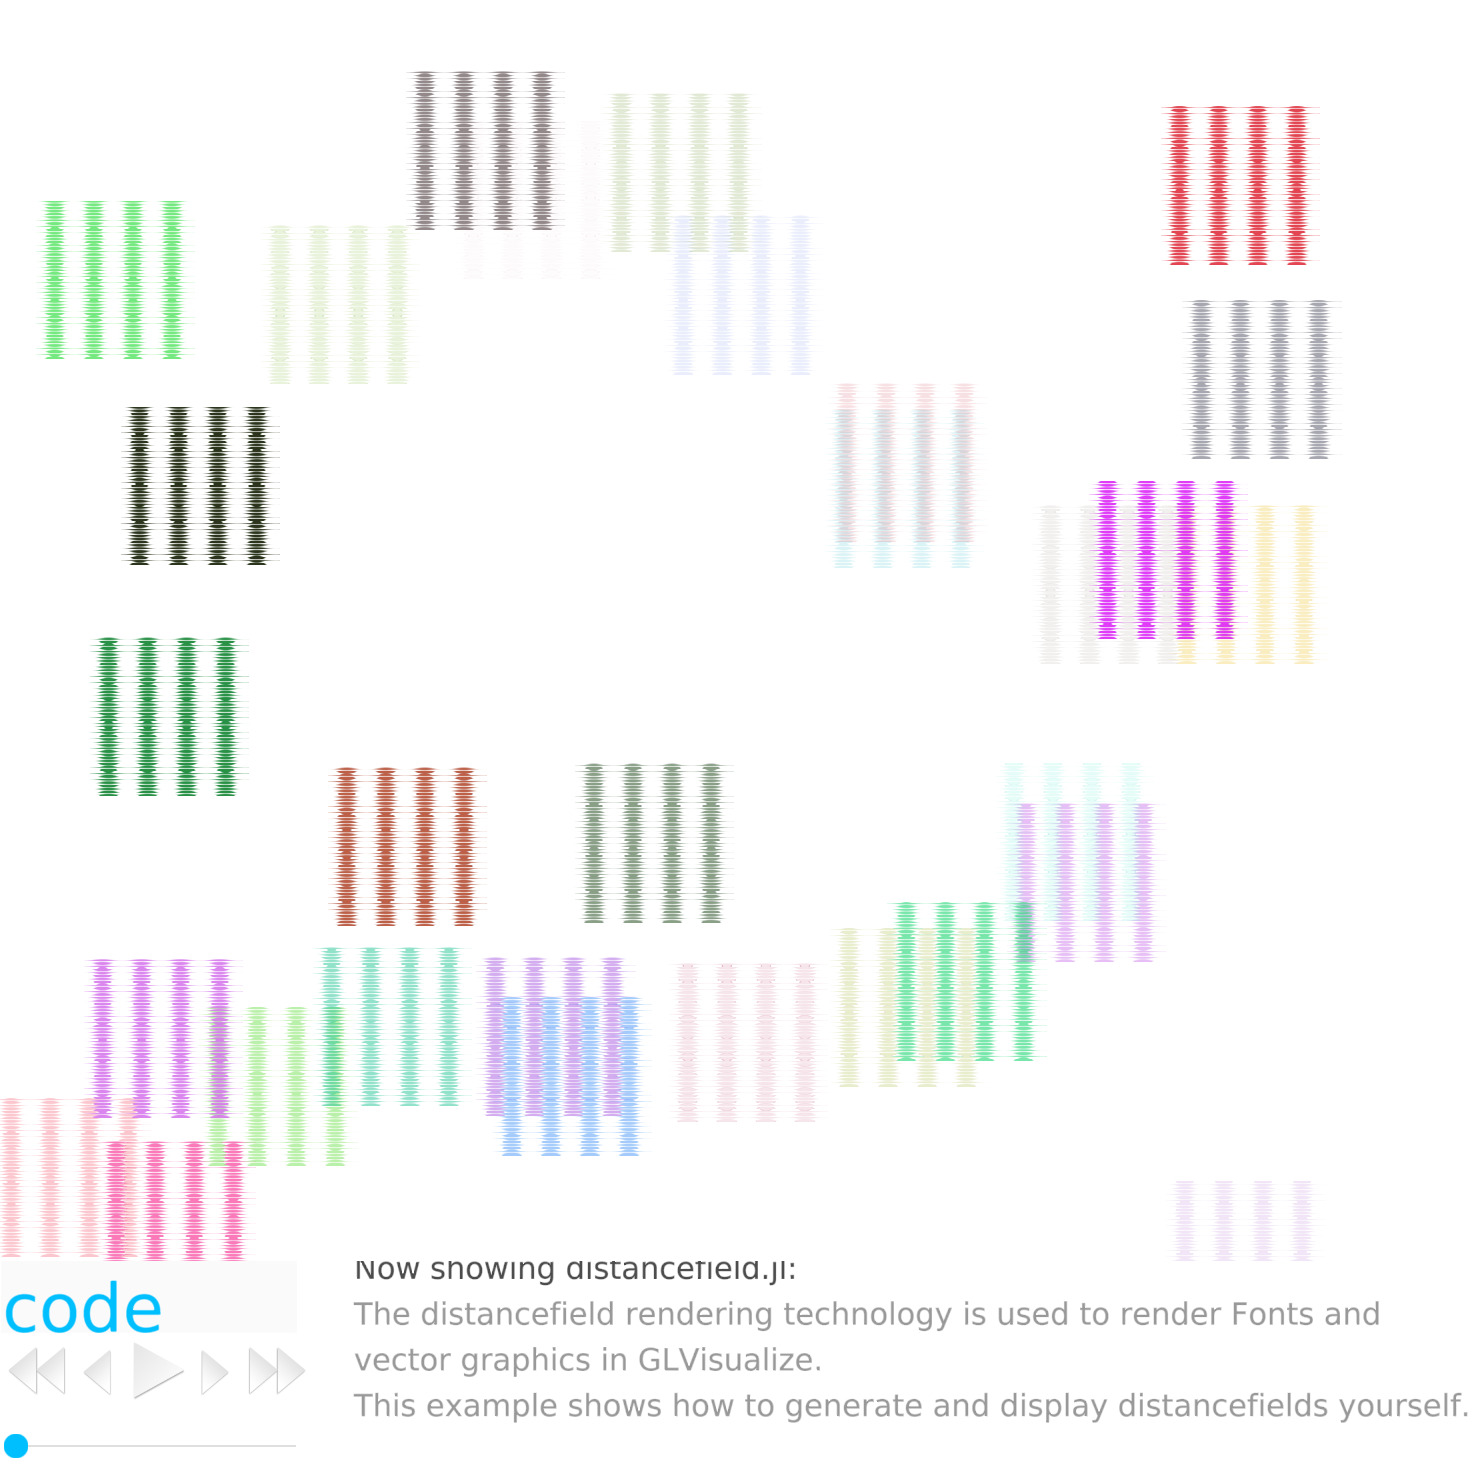 Now showing distancefield.jl:
code
The distancefield rendering technology is used to render Fonts and
vector graphics in GLVisualize.
This example shows how to generate and display distancefields yourself.